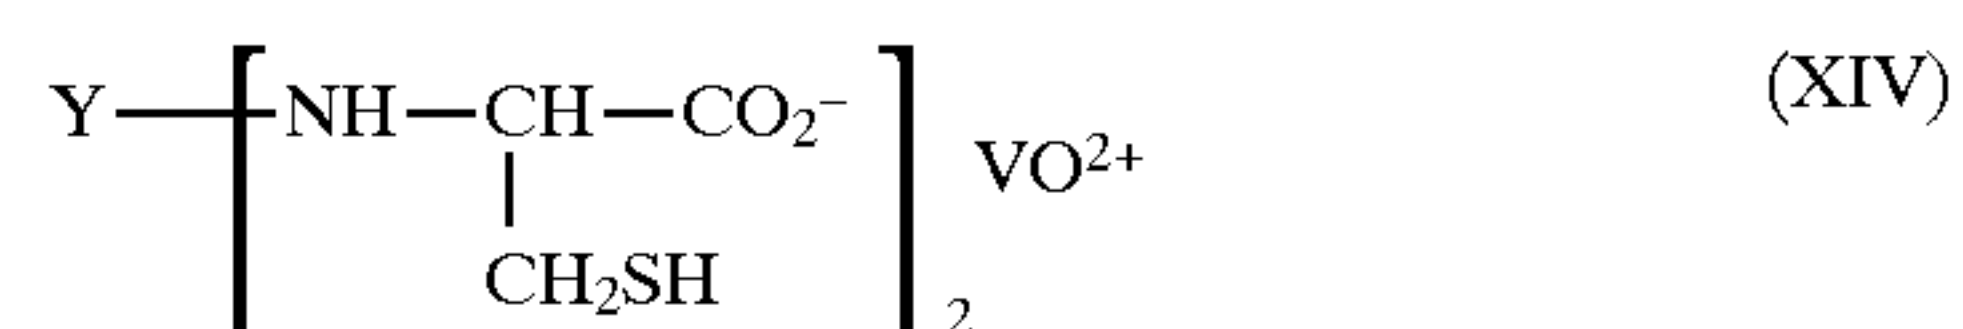 Y—[NH—CH—CO₂⁻ (XIV)
VO²⁺
CH₂SH]₂